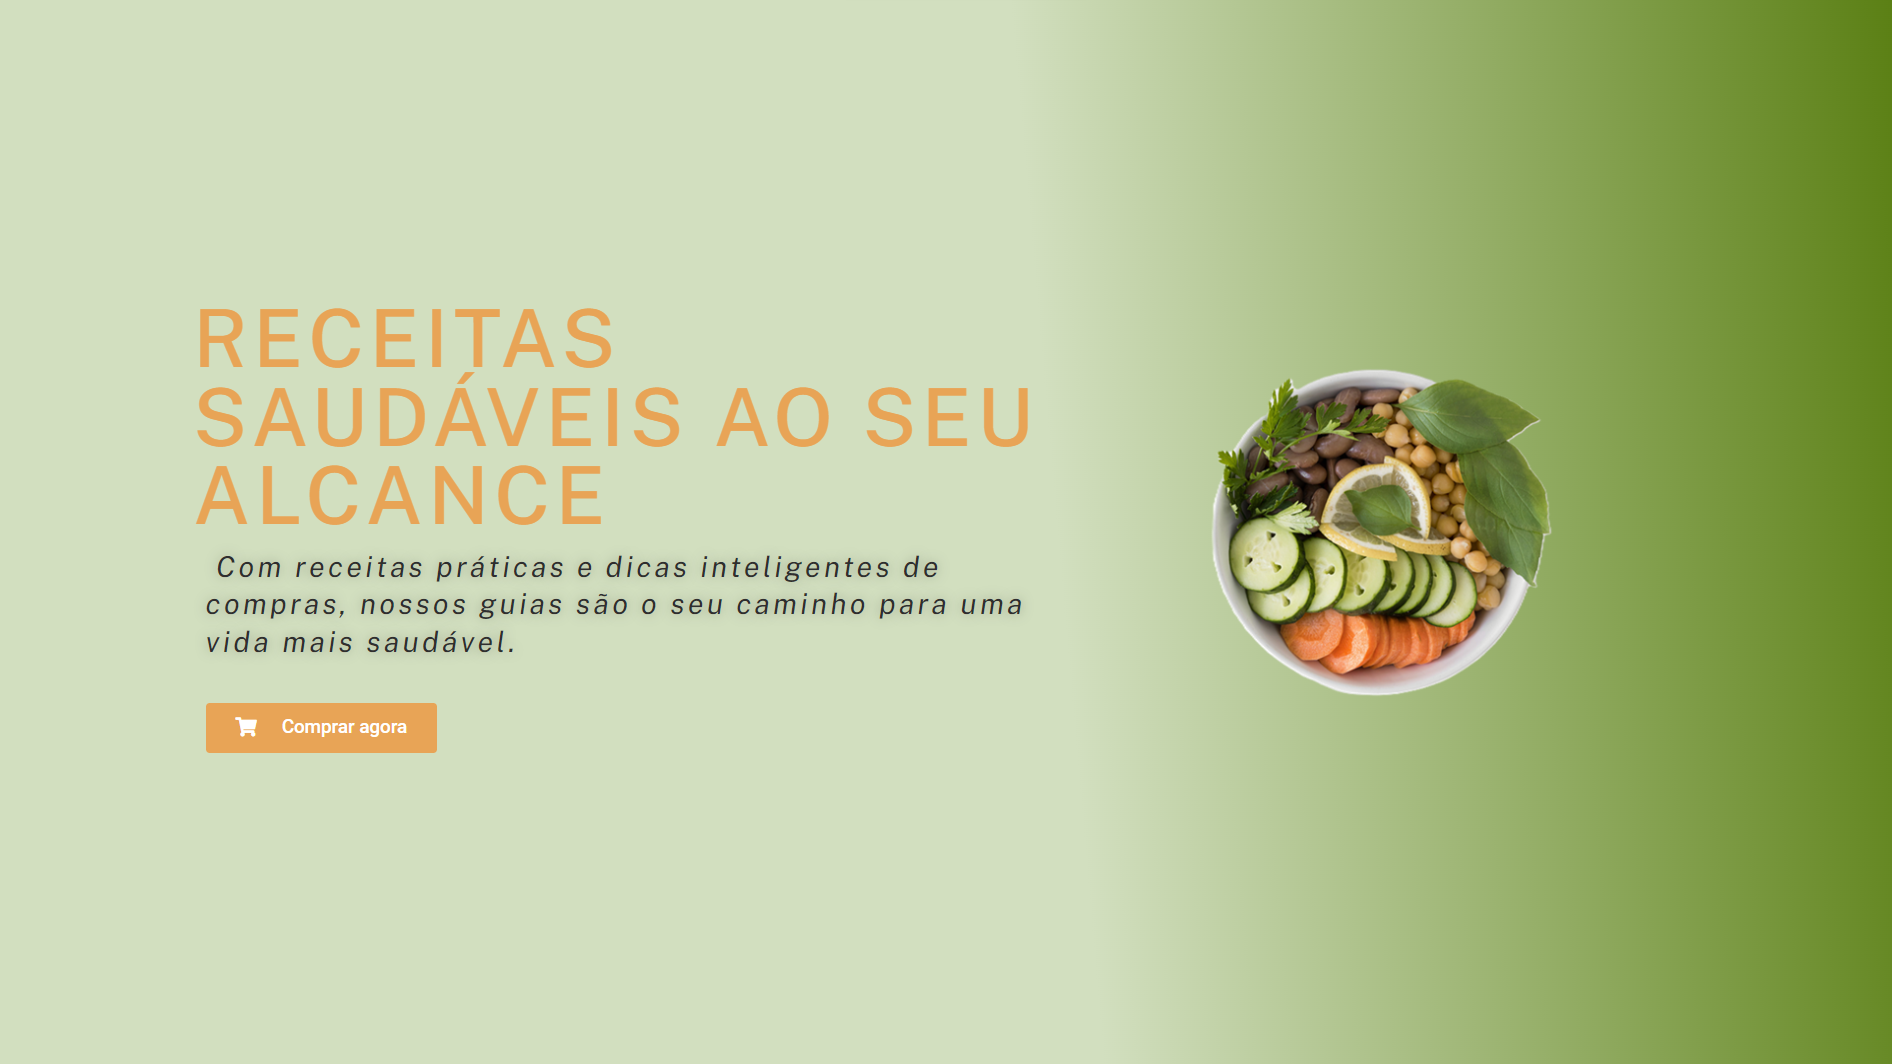 RECEITAS
SAUDÁVEIS AO SEU
ALCANCE
Com receitas práticas e dicas inteligentes de
compras, nossos guias são o seu caminho para uma
vida mais saudável.
Comprar agora